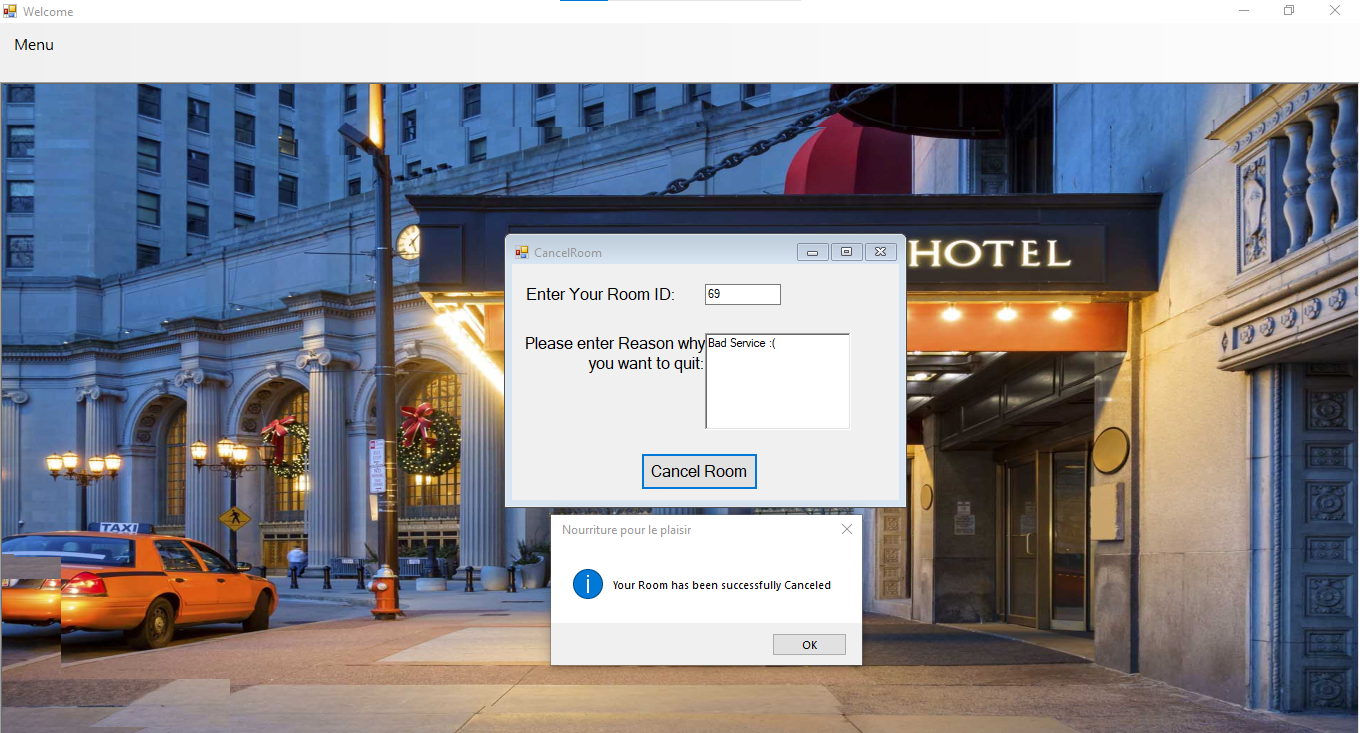 Welcome
Menu
HOTEL
CancelRoom
Enter Your Room ID:
69
Please enter Reason why
you want to quit:
Bad Service :(
Cancel Room
TAXI
Nourriture pour le plaisir
Your Room has been successfully Canceled
OK